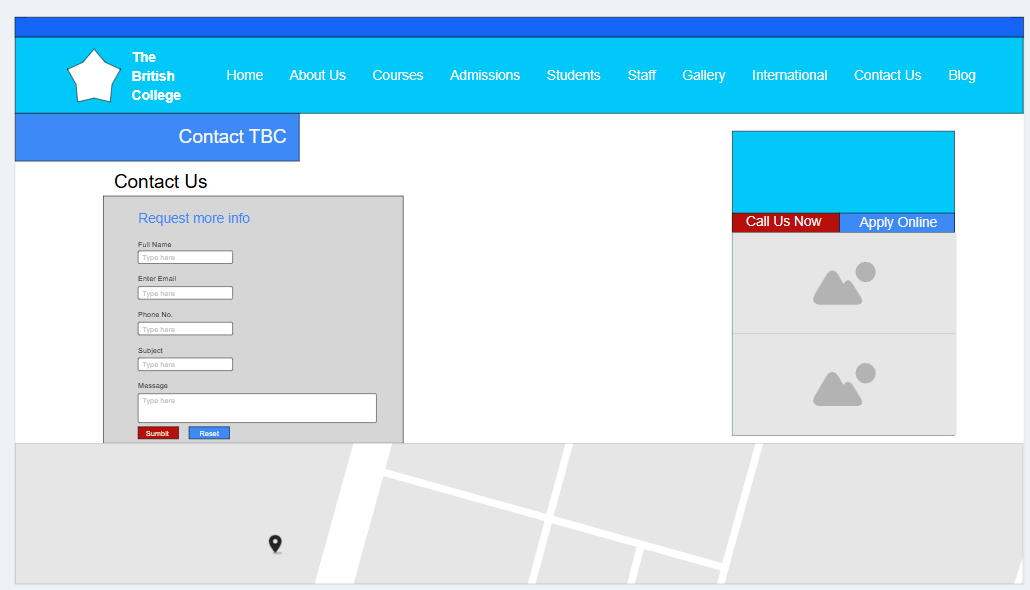 The
British
College
Home About Us Courses Admissions Students Staff Gallery International Contact Us Blog
Contact TBC
Contact Us
Request more info
Full Name
Type here
Enter Email
Type here
Phone No.
Type here
Subject
Type here
Message
Type here
Sumbit Reset
Call Us Now Apply Online